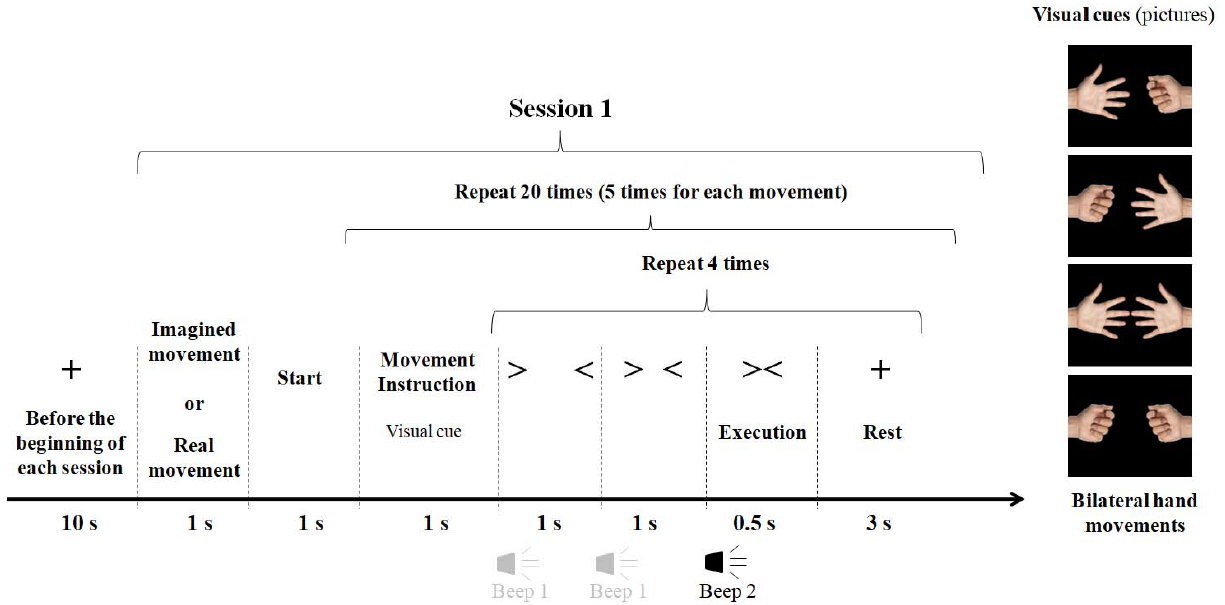 Visual cues (pictures)
Session 1
Repeat 20 times (5 times for each movement)
Repeat 4 times
+
Before the
beginning of
each session
Imagined
movement
or
Real
movement
Start
Movement
Instruction
Visual cue
> <
> <
><
Execution
+
Rest
10 s
1 s
1 s
1 s
1 s
1 s
0.5 s
3 s
Beep 1
Beep 1
Beep 2
Bilateral hand
movements